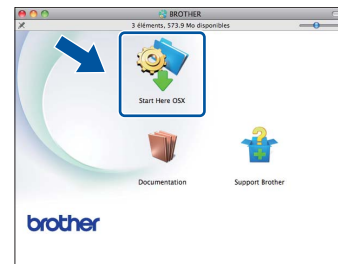 BROTHER
3 éléments, 573.9 Mo disponibles
Start Here OSX
Documentation
Support Brother
brother